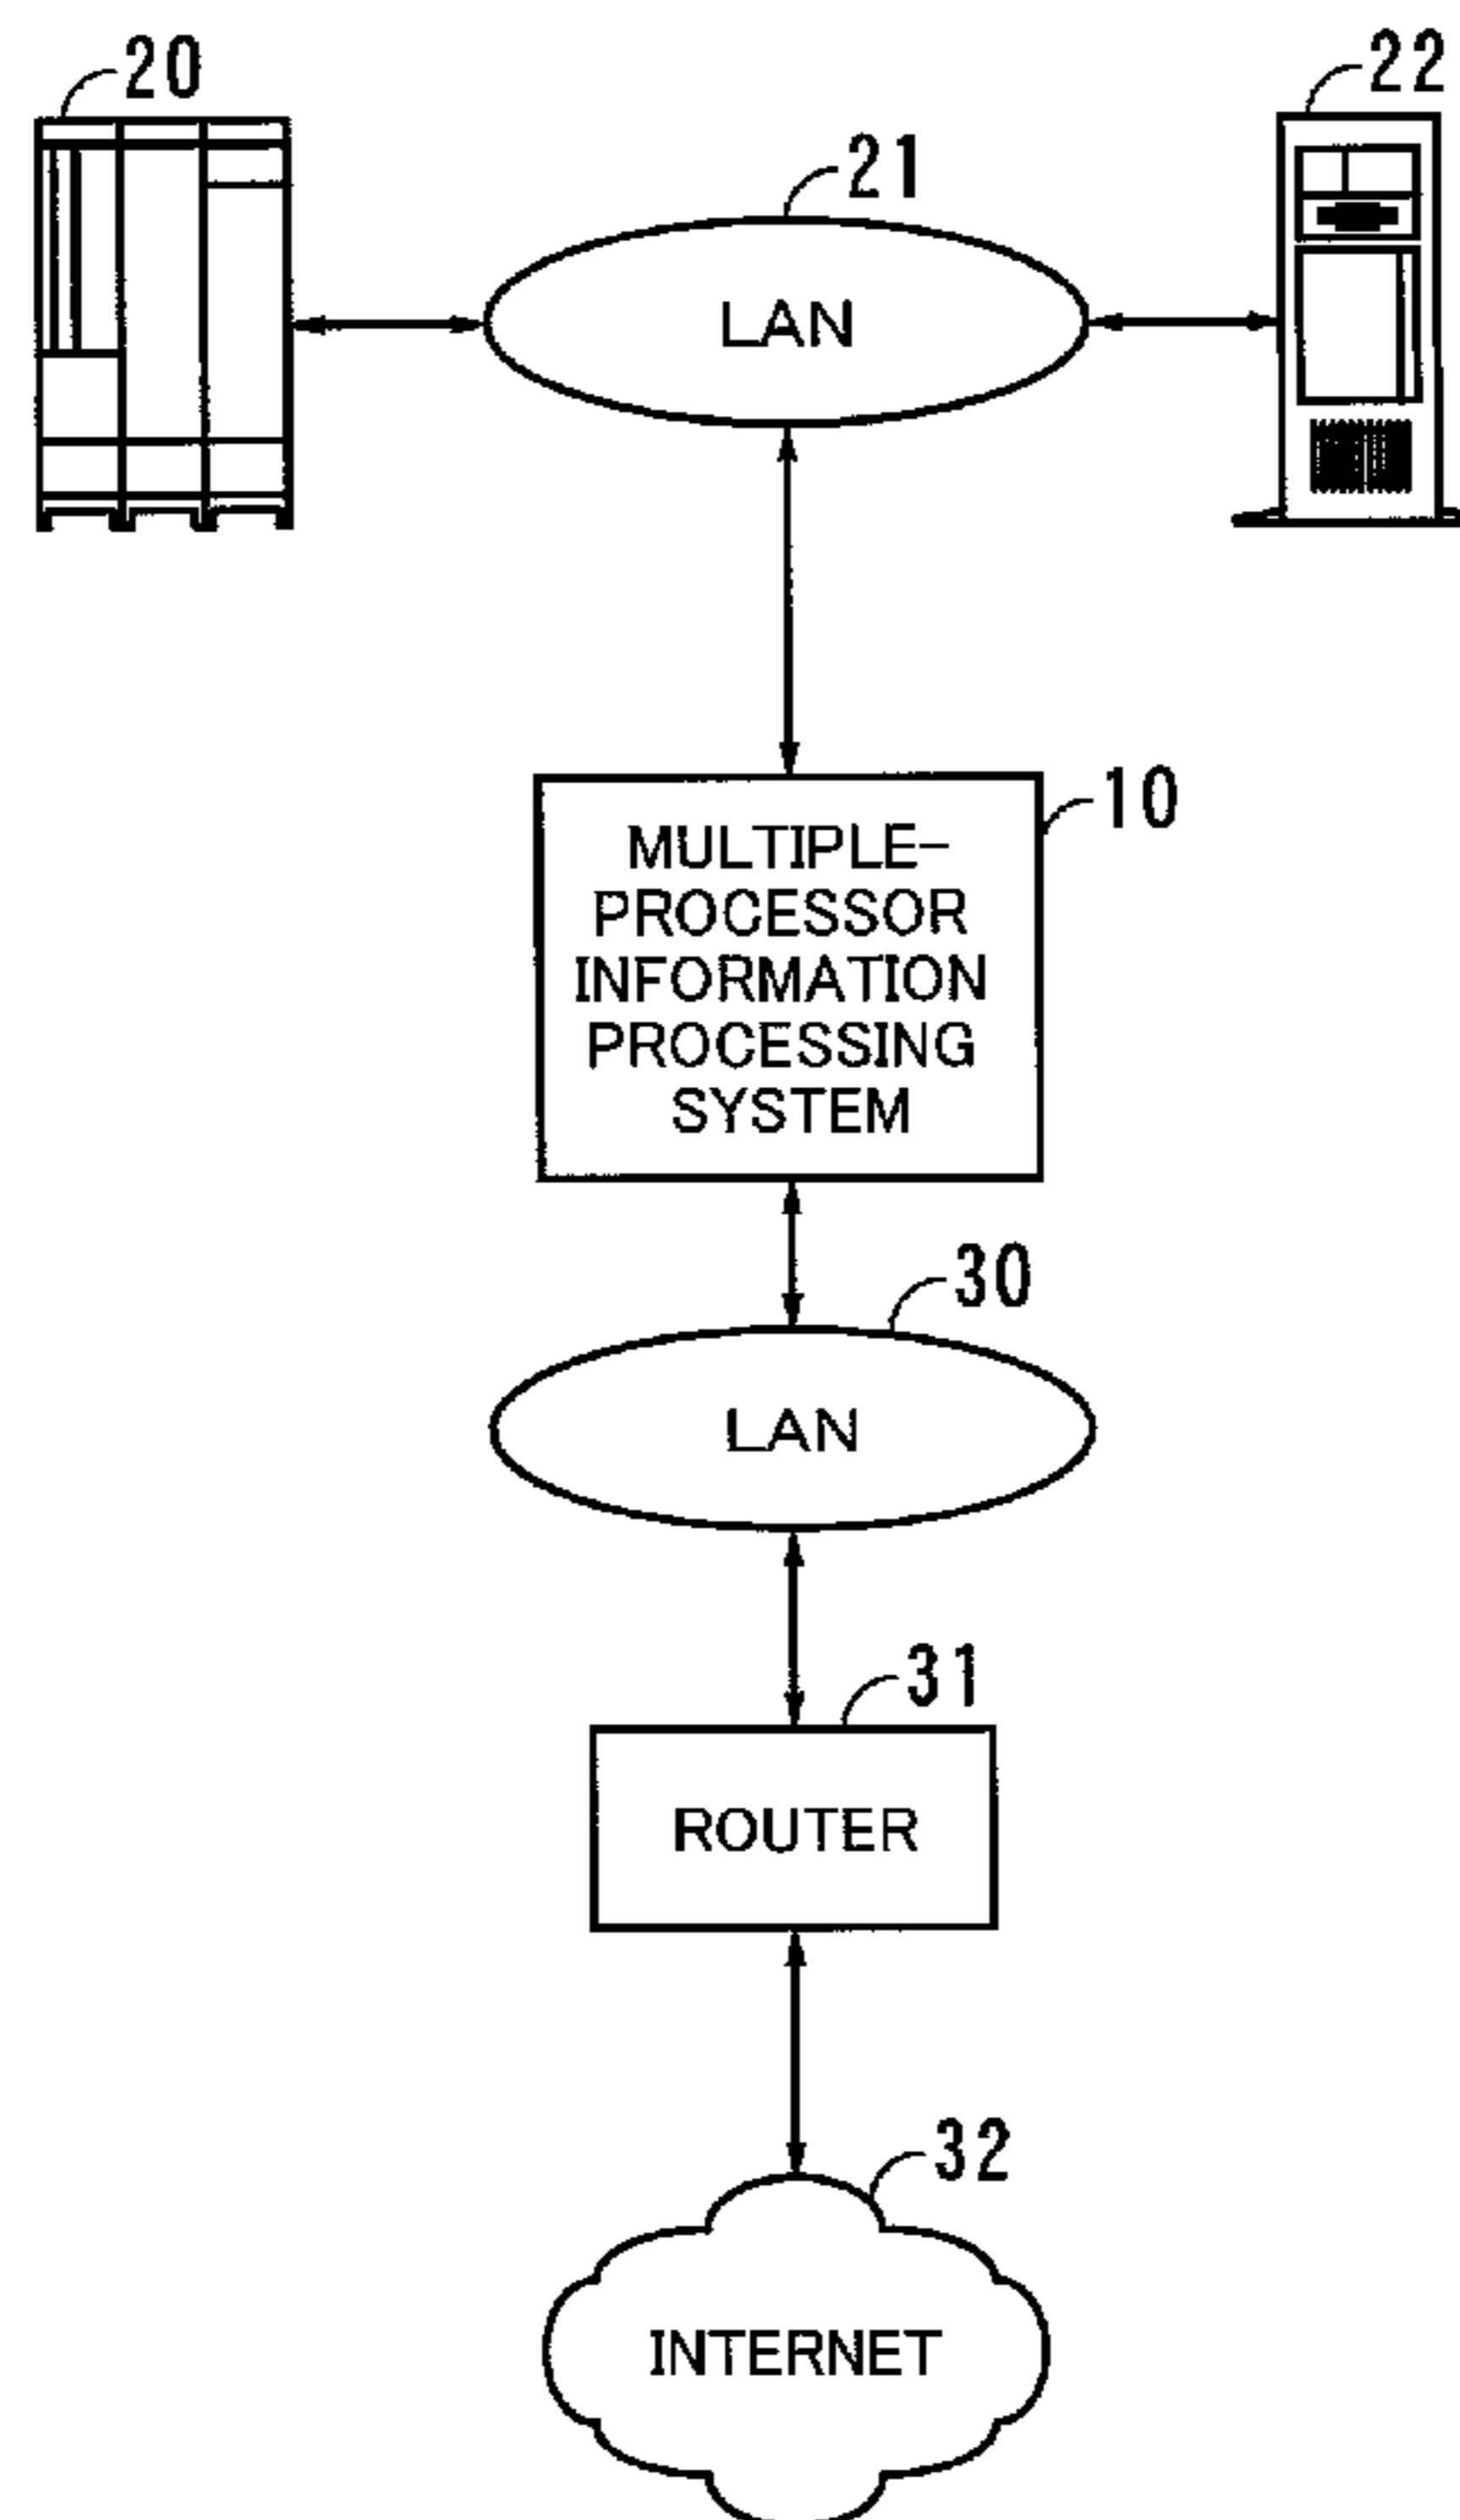 20
22
21
LAN
10
MULTIPLE-
PROCESSOR
INFORMATION
PROCESSING
SYSTEM
30
LAN
31
ROUTER
32
INTERNET